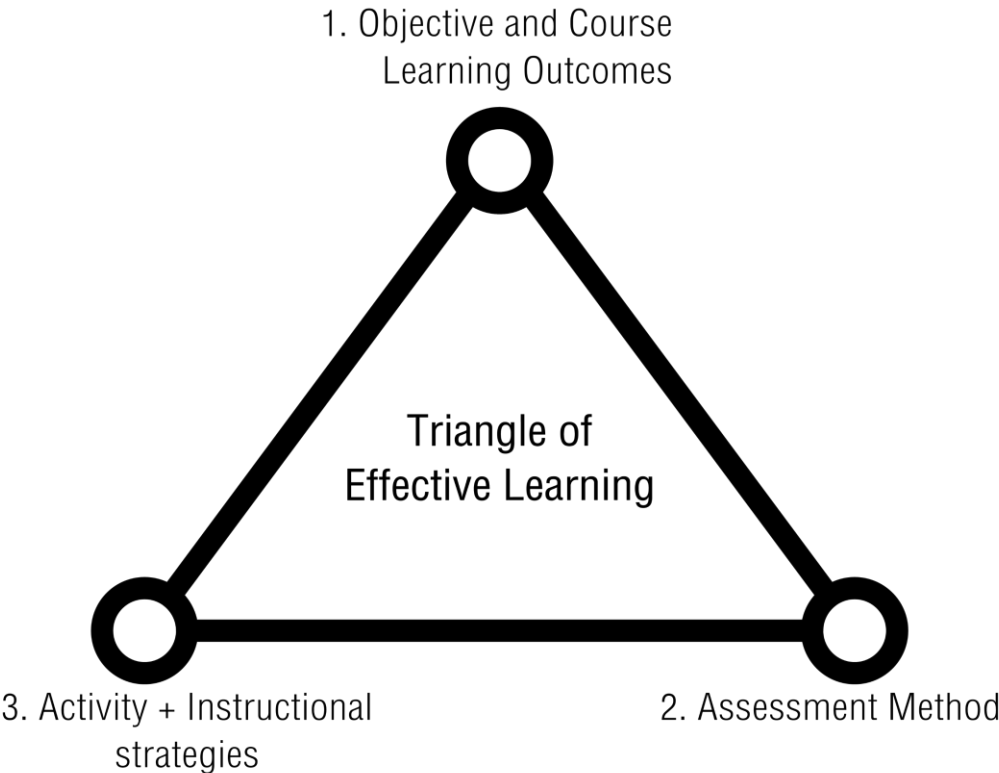 1. Objective and Course
Learning Outcomes
Triangle of
Effective Learning
3. Activity + Instructional
strategies
2. Assessment Method